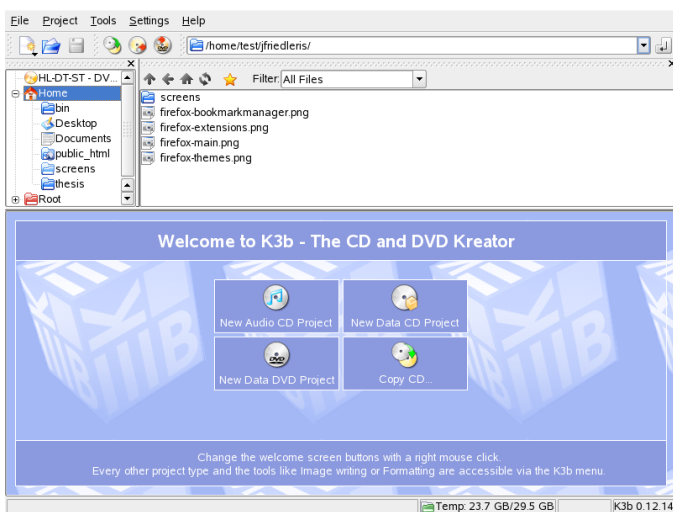 File Project Tools Settings Help
/home/test/jfriedleris/
HL-DT-ST - DV...
Home
bin
Desktop
Documents
public_html
screens
thesis
Root
Filter: All Files
screens
firefox-bookmarkmanager.png
firefox-extensions.png
firefox-main.png
firefox-themes.png
Welcome to K3b - The CD and DVD Kreator
New Audio CD Project New Data CD Project
New Data DVD Project Copy CD...
Change the welcome screen buttons with a right mouse click.
Every other project type and the tools like Image writing or Formatting are accessible via the K3b menu.
Temp: 23.7 GB/29.5 GB K3b 0.12.14